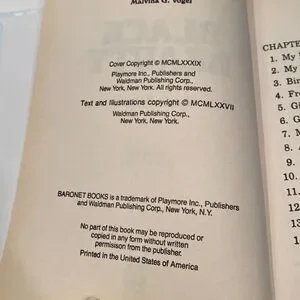 Malvina G. Vogel
Cover Copyright © MCMLXXXIX
Playmore Inc., Publishers and
Waldman Publishing Corp.,
New York, New York. All rights reserved.
Text and Illustrations copyright © MCMLXXVII
Waldman Publishing Corp.,
New York, New York.
BARONET BOOKS is a trademark of Playmore Inc., Publishers
and Waldman Publishing Corp., New York, N.Y.
No part of this book may be reproduced or
copied in any form without written
permission from the publisher.
Printed in the United States of America
CHAPTE
1. My
2. My
3. Bir
4. Fr
5. Gi
6. G
7. M
8.
9.
10.
11.
12.
13